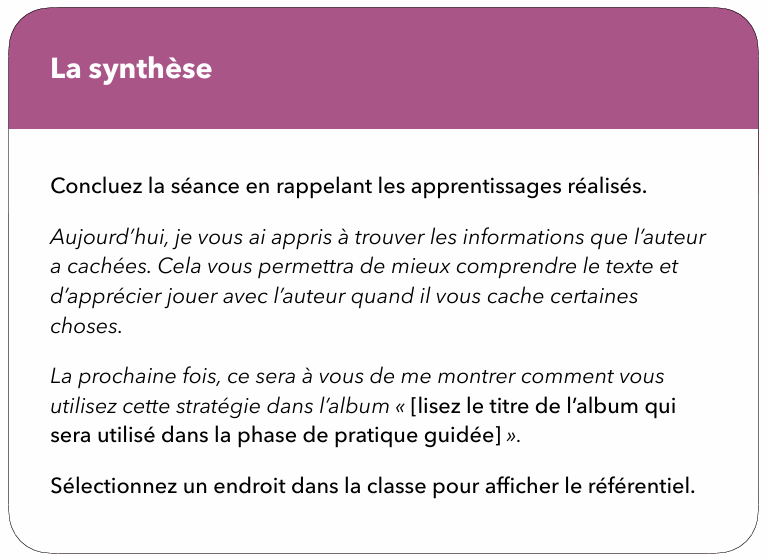 La synthèse
Concluez la séance en rappelant les apprentissages réalisés.
Aujourd’hui, je vous ai appris à trouver les informations que l’auteur
a cachées. Cela vous permettra de mieux comprendre le texte et
d’apprécier jouer avec l’auteur quand il vous cache certaines
choses.
La prochaine fois, ce sera à vous de me montrer comment vous
utilisez cette stratégie dans l’album « [lisez le titre de l’album qui
sera utilisé dans la phase de pratique guidée] ».
Sélectionnez un endroit dans la classe pour afficher le référentiel.